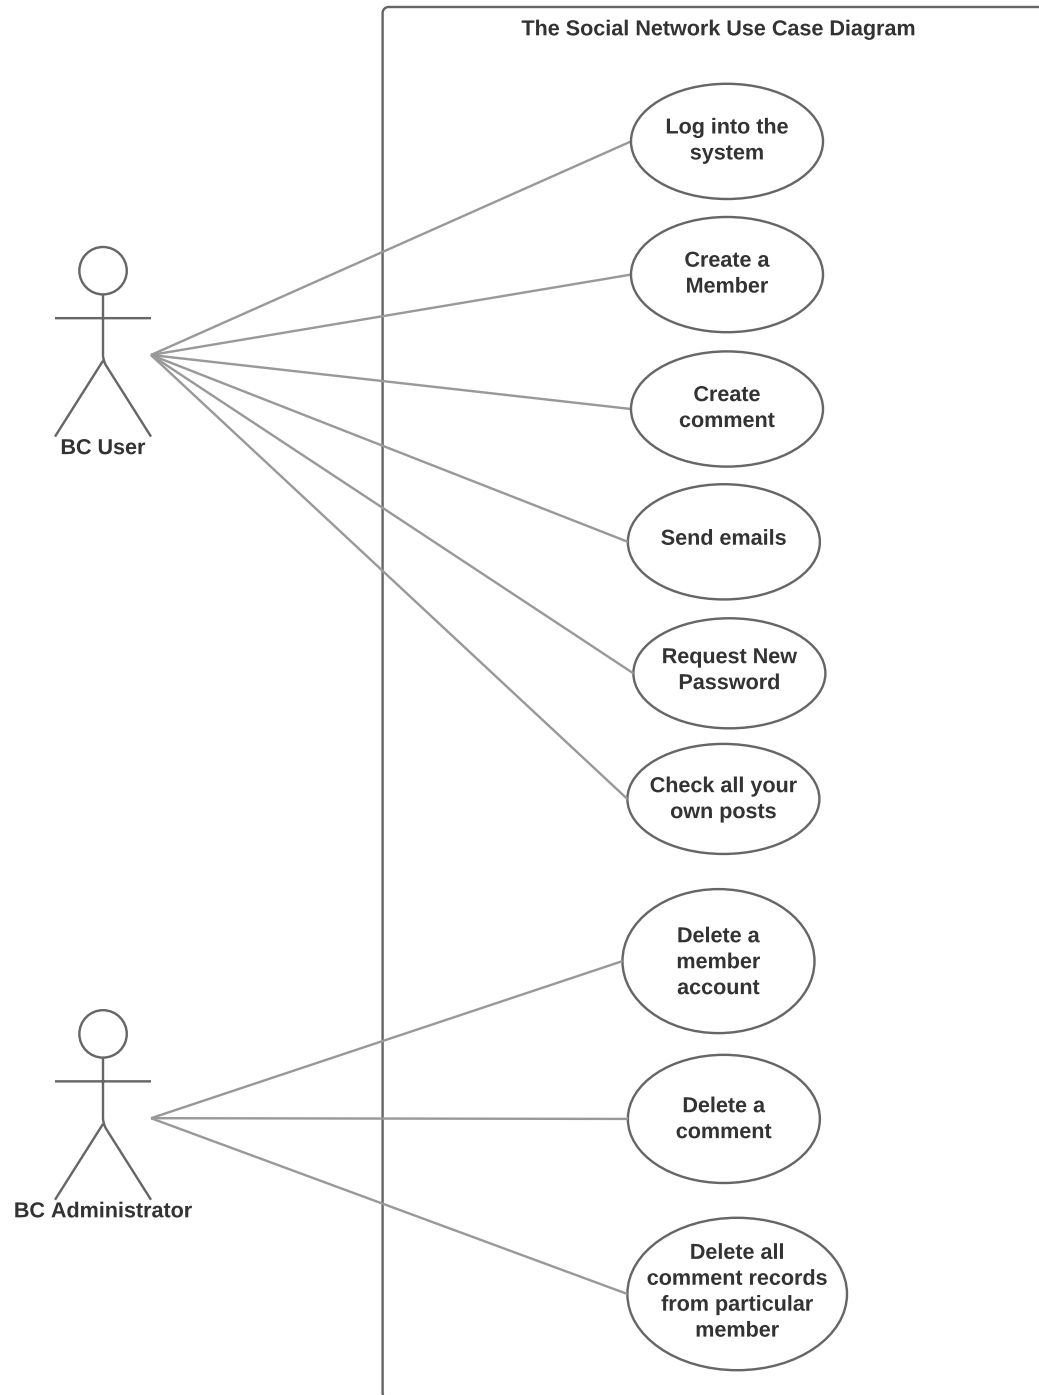 The Social Network Use Case Diagram
Log into the
system
Create a
Member
Create
comment
BC User
Send emails
Request New
Password
Check all your
own posts
Delete a
member
account
Delete a
comment
BC Administrator
Delete all
comment records
from particular
member